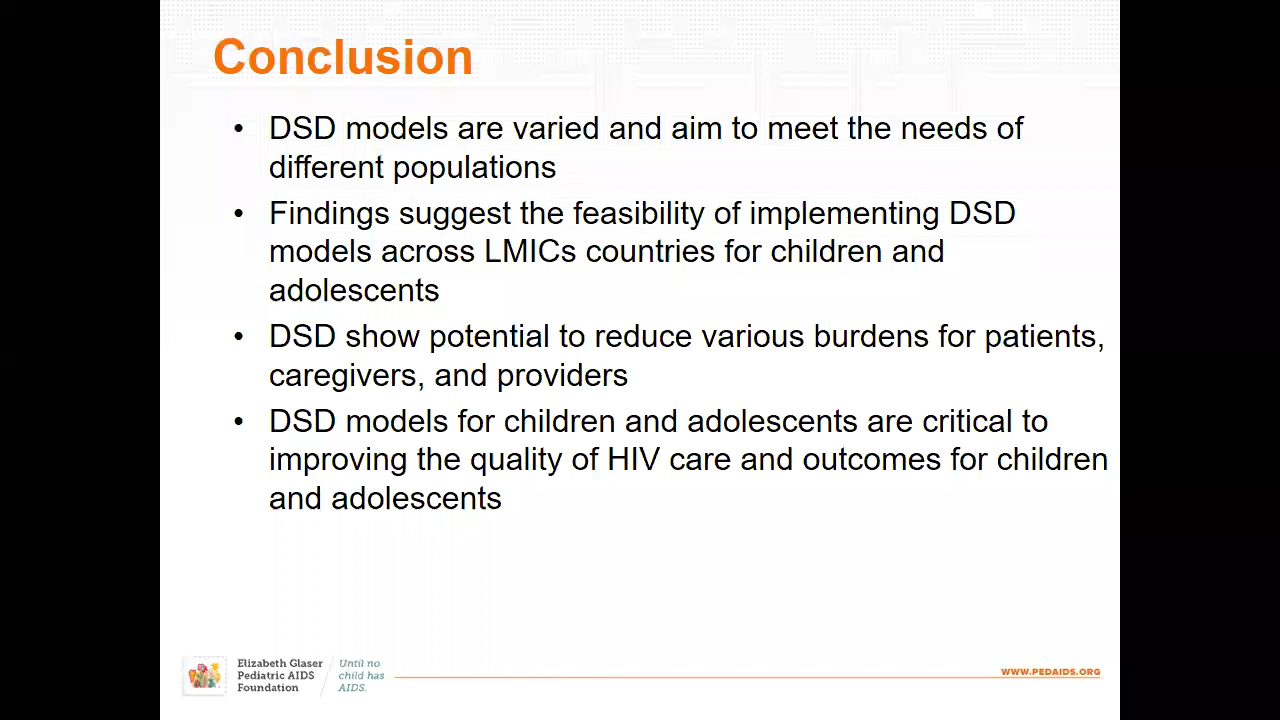 Conclusion
• DSD models are varied and aim to meet the needs of
different populations
• Findings suggest the feasibility of implementing DSD
models across LMICs countries for children and
adolescents
• DSD show potential to reduce various burdens for patients,
caregivers, and providers
• DSD models for children and adolescents are critical to
improving the quality of HIV care and outcomes for children
and adolescents
Elizabeth Glaser
Pediatric AIDS
Foundation
Until no
child has
AIDS.
WWW.PEDAIDS.ORG